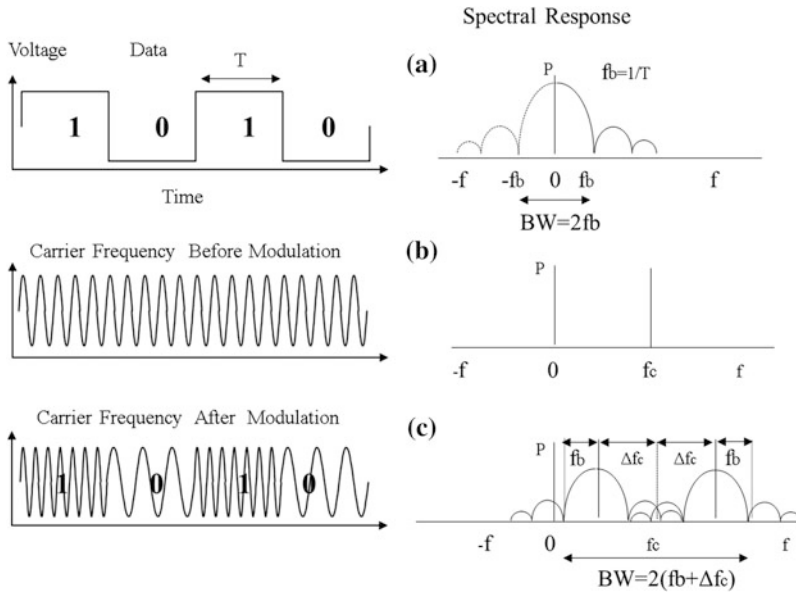 Spectral Response
Voltage Data T
1 0 1 0
Time
(a)
P fb=1/T
-f -fb 0 fb f
BW=2fb
Carrier Frequency Before Modulation
(b)
P
-f 0 fc f
Carrier Frequency After Modulation
1 0 1 0
(c)
P fb Δfc Δfc fb
-f 0 fc f
BW=2(fb+Δfc)